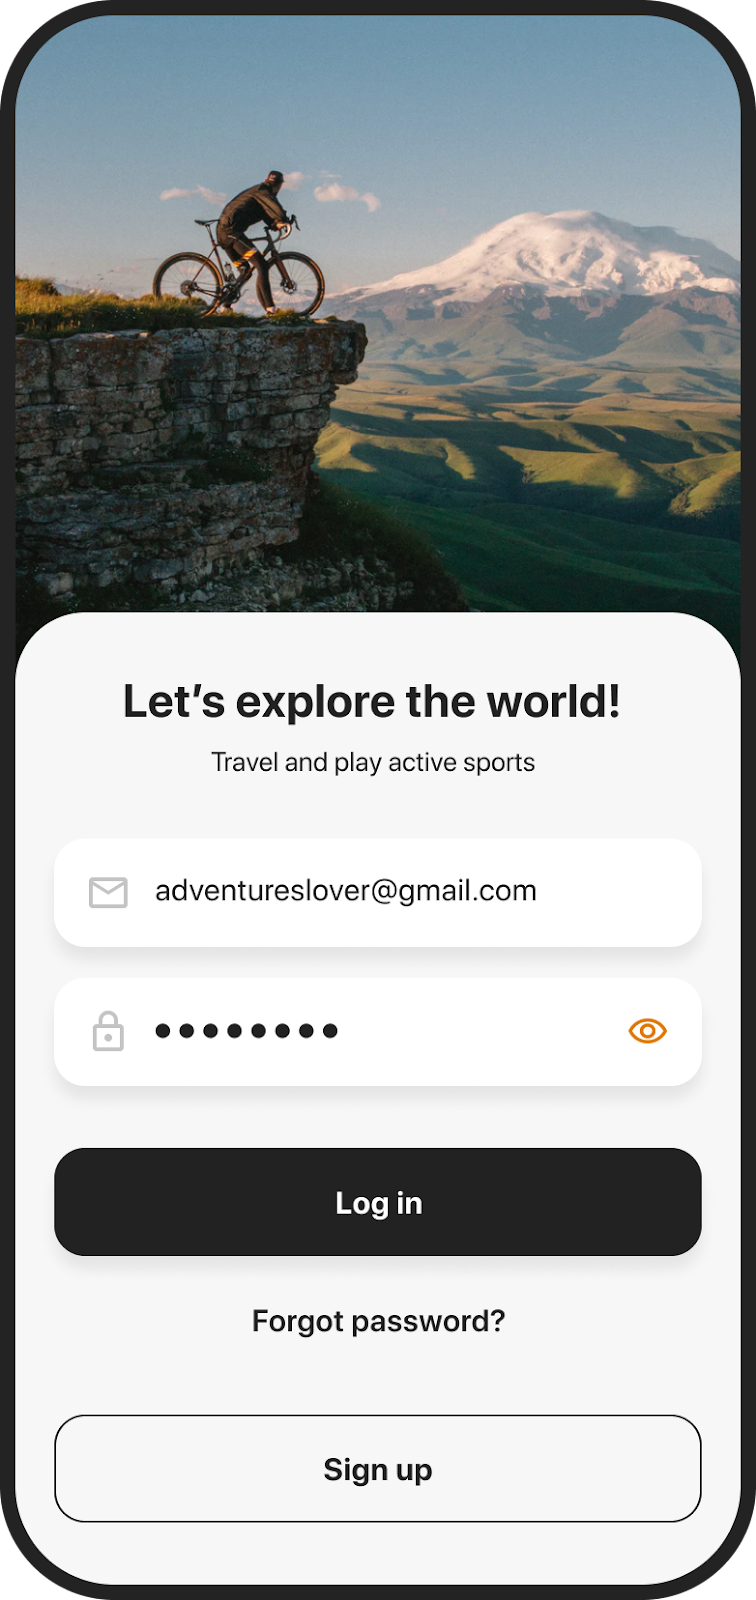 Let’s explore the world!
Travel and play active sports
adventureslover@gmail.com
••••••••
Log in
Forgot password?
Sign up